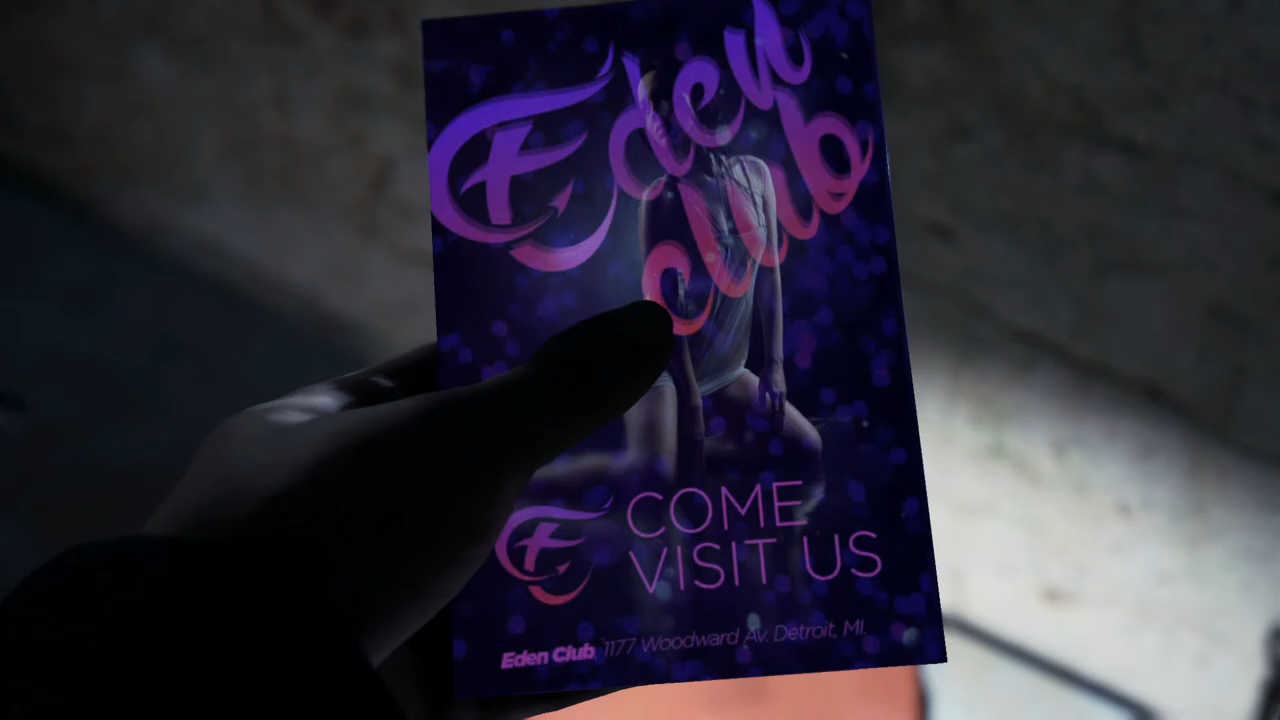 Eden
club
COME
VISIT US
Eden Club 1177 Woodward Av. Detroit, MI.